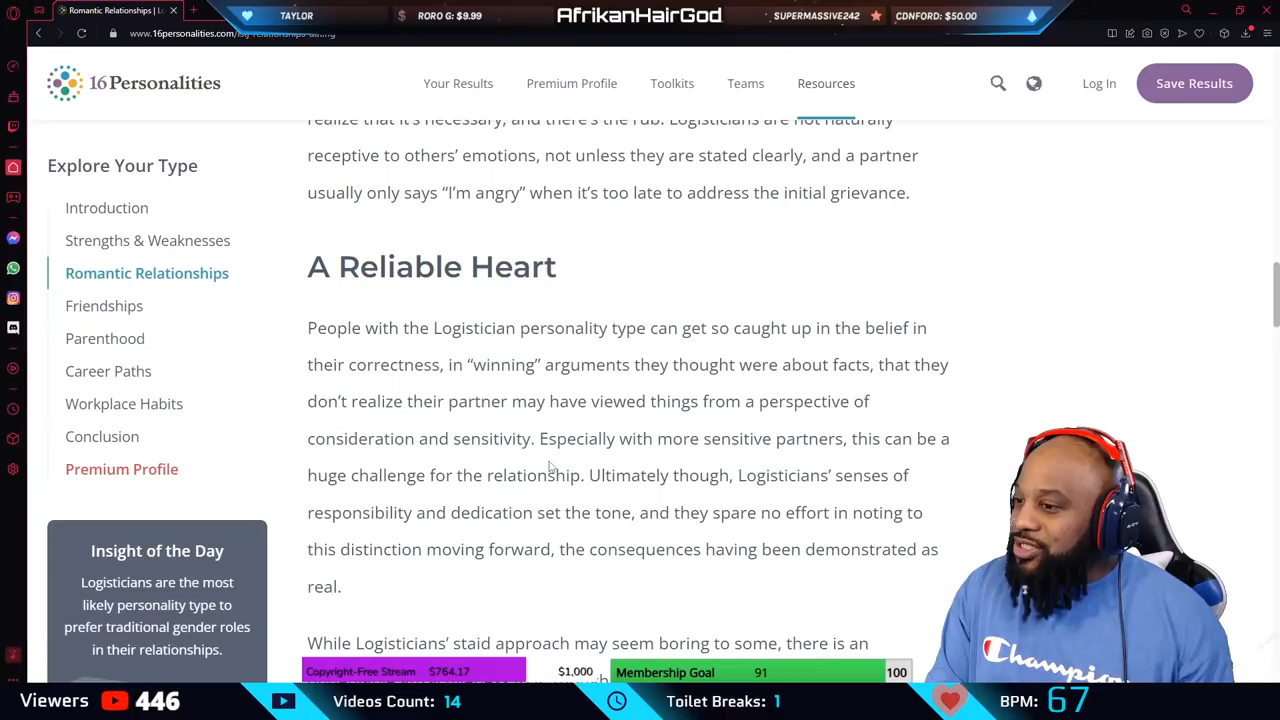 Romantic Relationships
TAYLOR
RORO G: $9.99
AfrikanHairGod
SUPERMASSIVE242
CDNFORD: $50.00
www.16personalities.com/
16Personalities
Your Results
Premium Profile
Toolkits
Teams
Resources
Log In
Save Results
Explore Your Type
Introduction
Strengths & Weaknesses
Romantic Relationships
Friendships
Parenthood
Career Paths
Workplace Habits
Conclusion
Premium Profile
Insight of the Day
Logisticians are the most
likely personality type to
prefer traditional gender roles
in their relationships.
realize that it's necessary, and there's the rub. Logisticians are not naturally
receptive to others' emotions, not unless they are stated clearly, and a partner
usually only says “I'm angry” when it's too late to address the initial grievance.
A Reliable Heart
People with the Logistician personality type can get so caught up in the belief in
their correctness, in “winning” arguments they thought were about facts, that they
don't realize their partner may have viewed things from a perspective of
consideration and sensitivity. Especially with more sensitive partners, this can be a
huge challenge for the relationship. Ultimately though, Logisticians' senses of
responsibility and dedication set the tone, and they spare no effort in noting to
this distinction moving forward, the consequences having been demonstrated as
real.
While Logisticians' staid approach may seem boring to some, there is an
Copyright-Free Stream $764.17 $1,000
Membership Goal 91 100
Champion
Viewers 446
Videos Count: 14
Toilet Breaks: 1
BPM: 67